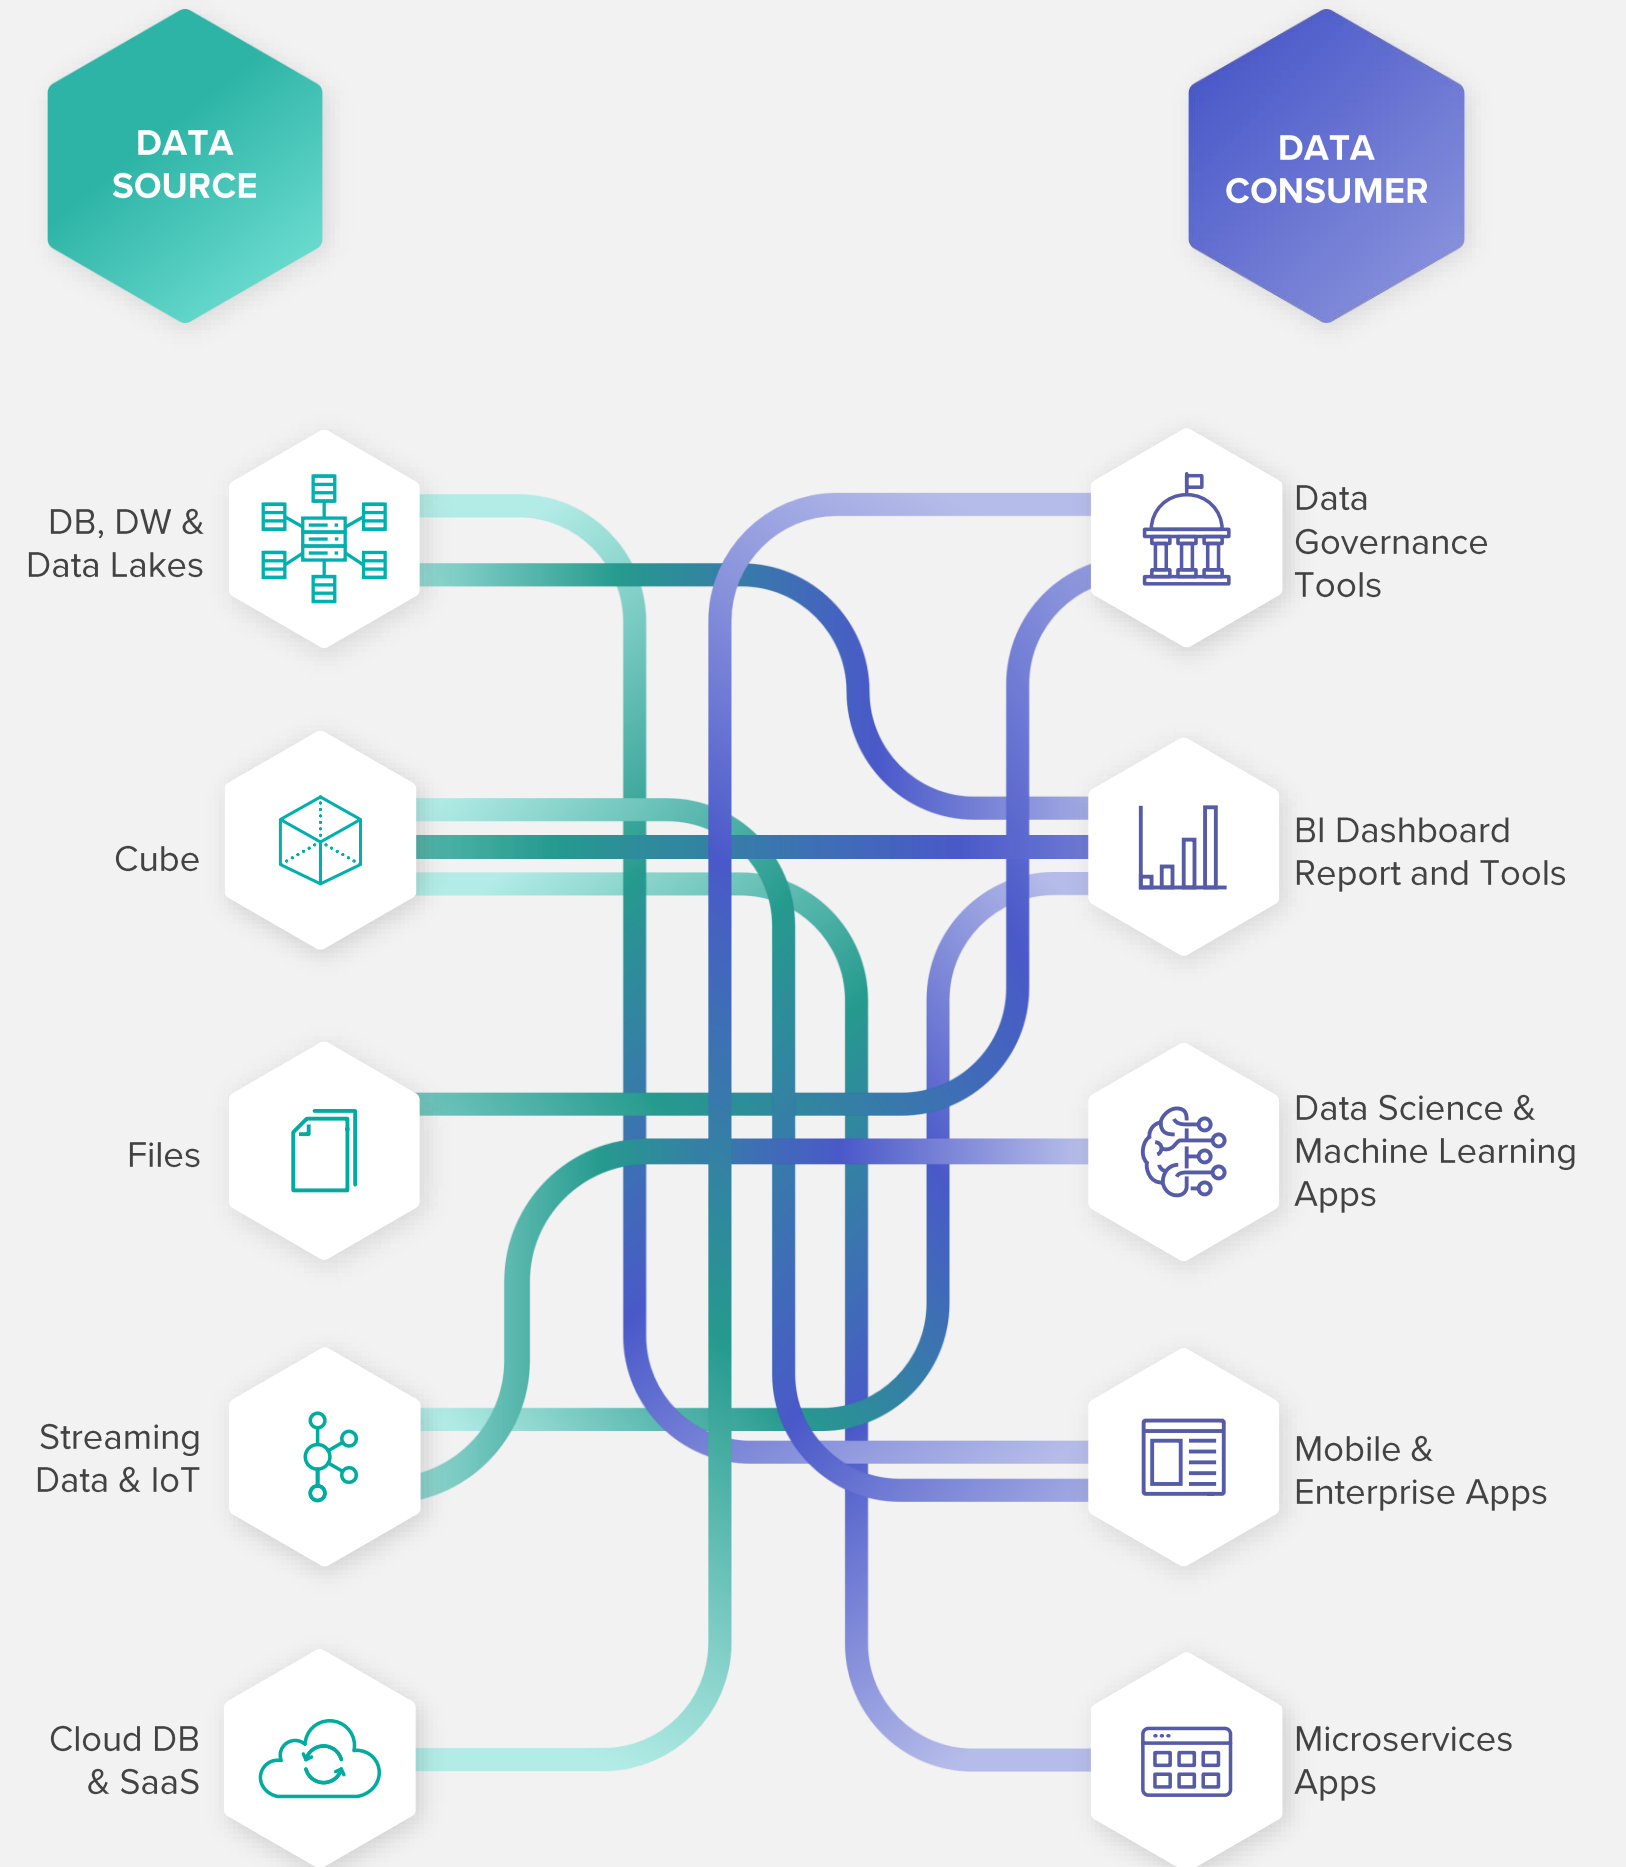 DATA
SOURCE
DATA
CONSUMER
DB, DW &
Data Lakes
Data
Governance
Tools
Cube
BI Dashboard
Report and Tools
Files
Data Science &
Machine Learning
Apps
Streaming
Data & IoT
Mobile &
Enterprise Apps
Cloud DB
& SaaS
Microservices
Apps